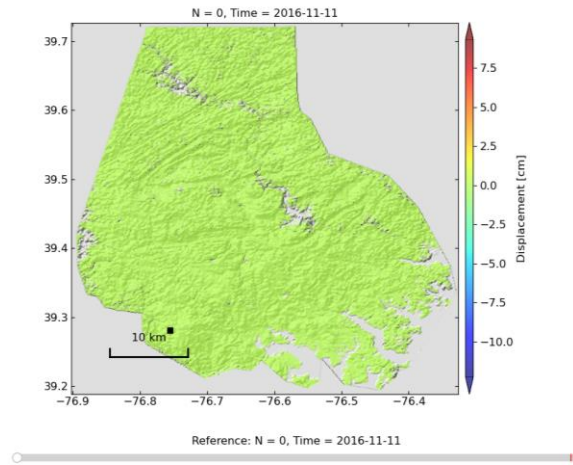 N = 0, Time = 2016-11-11
39.7
39.6
39.5
39.4
39.3
39.2
10 km
−76.9 −76.8 −76.7 −76.6 −76.5 −76.4
7.5
5.0
2.5
0.0
−2.5
−5.0
−7.5
−10.0
Displacement [cm]
Reference: N = 0, Time = 2016-11-11